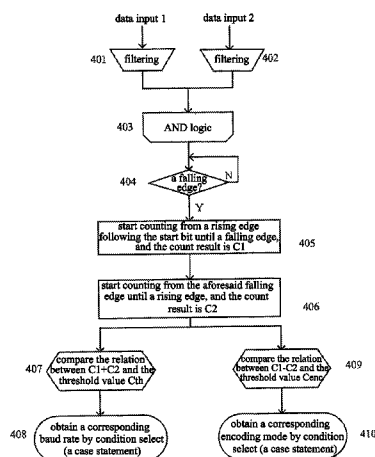 data input 1
data input 2
401
filtering
filtering
402
403
AND logic
404
a falling
edge?
N
Y
start counting from a rising edge
following the start bit until a falling edge,
and the count result is C1
405
start counting from the aforesaid falling
edge until a rising edge, and the count
result is C2
406
407
compare the relation
between C1+C2 and the
threshold value Cth
compare the relation
between C1-C2 and the
threshold value Cenc
409
408
obtain a corresponding
baud rate by condition select
(a case statement)
obtain a corresponding
encoding mode by condition
select (a case statement)
410